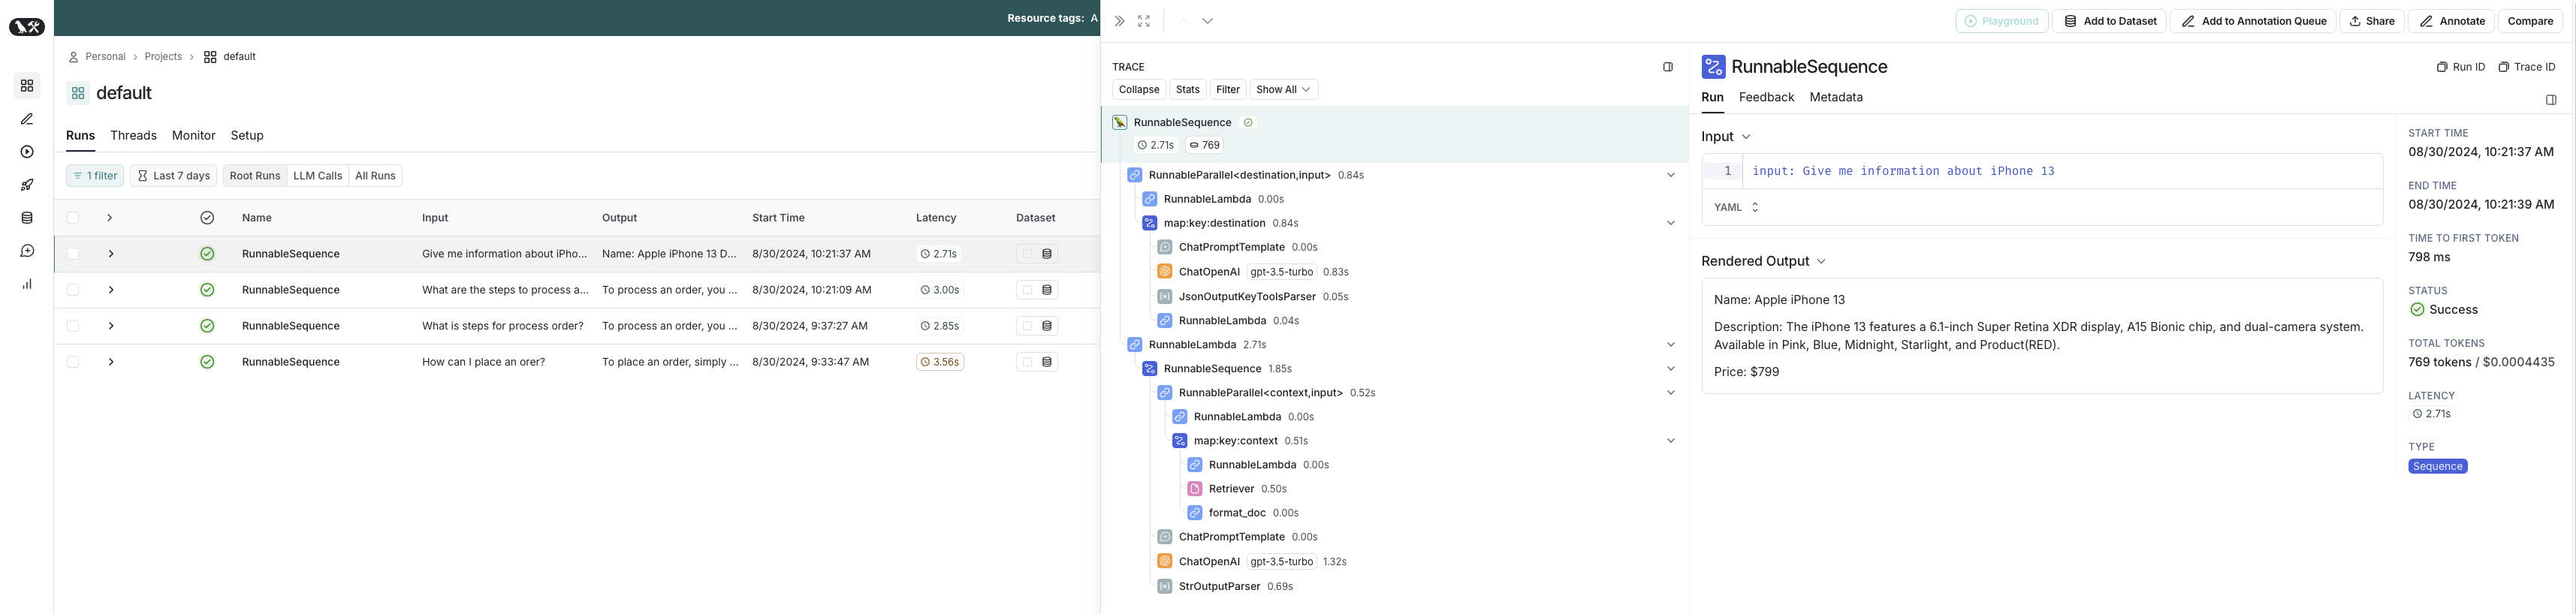 Resource tags: A
Personal > Projects > default
default
Runs Threads Monitor Setup
1 filter Last 7 days Root Runs LLM Calls All Runs
Name Input Output Start Time Latency Dataset
RunnableSequence Give me information about iPho... Name: Apple iPhone 13 D... 8/30/2024, 10:21:37 AM 2.71s
RunnableSequence What are the steps to process a... To process an order, you ... 8/30/2024, 10:21:09 AM 3.00s
RunnableSequence What is steps for process order? To process an order, you ... 8/30/2024, 9:37:27 AM 2.85s
RunnableSequence How can I place an orer? To place an order, simply ... 8/30/2024, 9:33:47 AM 3.56s
Playground Add to Dataset Add to Annotation Queue Share Annotate Compare
TRACE
Collapse Stats Filter Show All
RunnableSequence
2.71s 769
RunnableParallel<destination,input> 0.84s
RunnableLambda 0.00s
map:key:destination 0.84s
ChatPromptTemplate 0.00s
ChatOpenAI gpt-3.5-turbo 0.83s
JsonOutputKeyToolsParser 0.05s
RunnableLambda 0.04s
RunnableLambda 2.71s
RunnableSequence 1.85s
RunnableParallel<context,input> 0.52s
RunnableLambda 0.00s
map:key:context 0.51s
RunnableLambda 0.00s
Retriever 0.50s
format_doc 0.00s
ChatPromptTemplate 0.00s
ChatOpenAI gpt-3.5-turbo 1.32s
StrOutputParser 0.69s
RunnableSequence Run ID Trace ID
Run Feedback Metadata
Input
1 input: Give me information about iPhone 13
YAML
Rendered Output
Name: Apple iPhone 13
Description: The iPhone 13 features a 6.1-inch Super Retina XDR display, A15 Bionic chip, and dual-camera system.
Available in Pink, Blue, Midnight, Starlight, and Product(RED).
Price: $799
START TIME
08/30/2024, 10:21:37 AM
END TIME
08/30/2024, 10:21:39 AM
TIME TO FIRST TOKEN
798 ms
STATUS
Success
TOTAL TOKENS
769 tokens / $0.0004435
LATENCY
2.71s
TYPE
Sequence